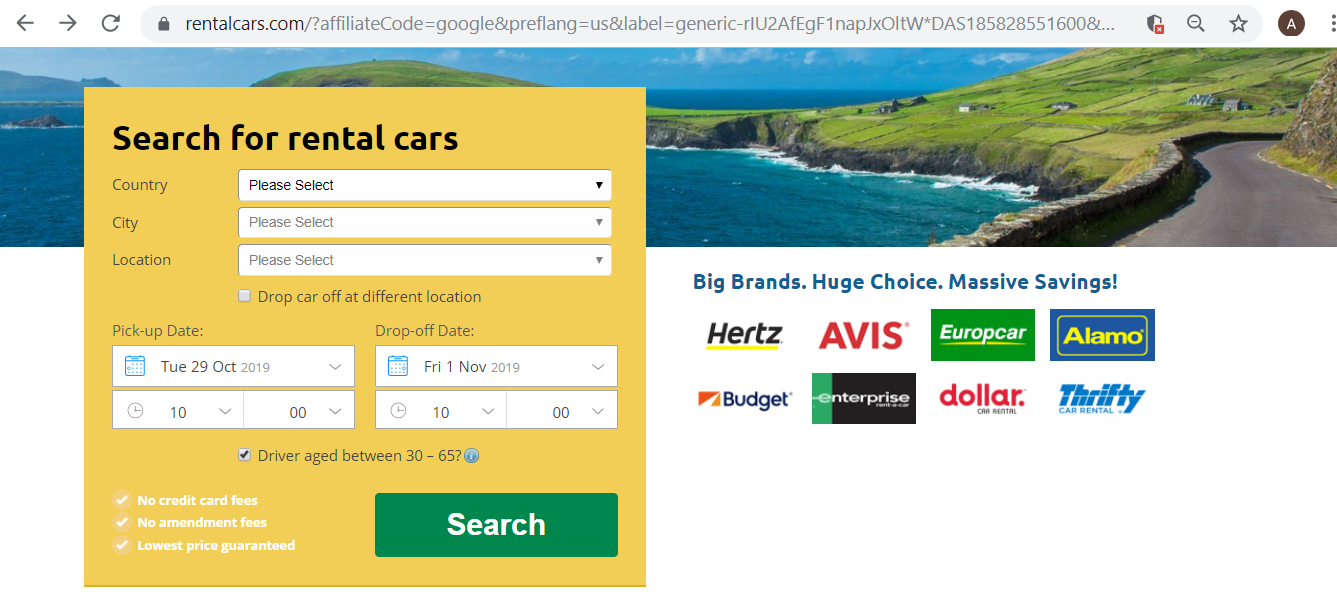 rentalcars.com/?affiliateCode=google&preflang=us&label=generic-rIU2AfEgF1napJxOltW*DAS185828551600&...
A
Search for rental cars
Country Please Select
City Please Select
Location Please Select
Drop car off at different location
Pick-up Date: Drop-off Date:
Tue 29 Oct 2019 Fri 1 Nov 2019
10 00 10 00
Driver aged between 30 – 65?
No credit card fees
No amendment fees
Lowest price guaranteed
Search
Big Brands. Huge Choice. Massive Savings!
Hertz. AVIS® Europcar Alamo®
Budget® enterprise rent-a-car dollar. CAR RENTAL Thrifty CAR RENTAL®